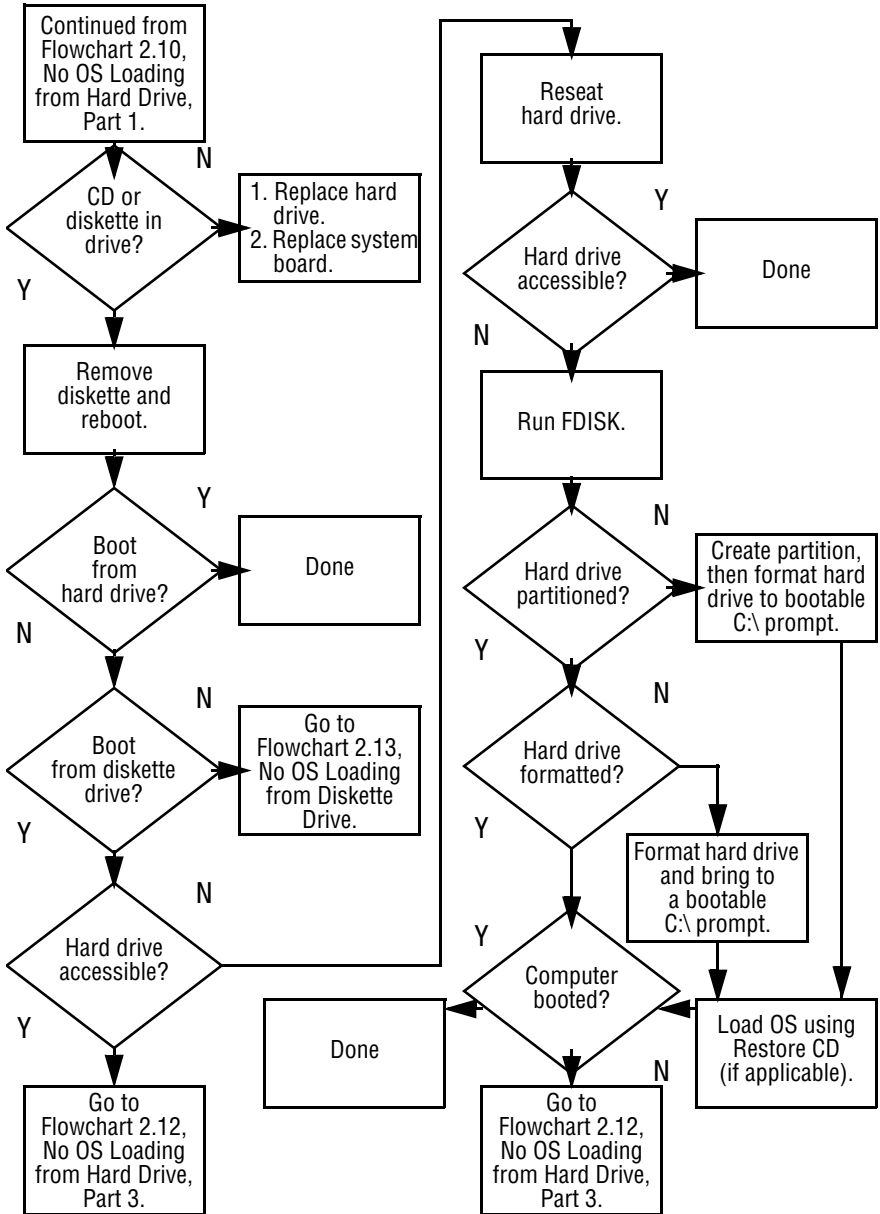 Continued from
Flowchart 2.10,
No OS Loading
from Hard Drive,
Part 1.
N
CD or
diskette in
drive?
1. Replace hard
drive.
2. Replace system
board.
Y
Remove
diskette and
reboot.
Y
Boot
from
hard drive?
Done
N
N
Boot
from diskette
drive?
Go to
Flowchart 2.13,
No OS Loading
from Diskette
Drive.
Y
N
Hard drive
accessible?
Y
Go to
Flowchart 2.12,
No OS Loading
from Hard Drive,
Part 3.
Reseat
hard drive.
Y
Hard drive
accessible?
Done
N
Run FDISK.
N
Hard drive
partitioned?
Create partition,
then format hard
drive to bootable
C:\ prompt.
Y
N
Hard drive
formatted?
Y
Format hard drive
and bring to
a bootable
C:\ prompt.
Y
Computer
booted?
Done
Load OS using
Restore CD
(if applicable).
N
Go to
Flowchart 2.12,
No OS Loading
from Hard Drive,
Part 3.